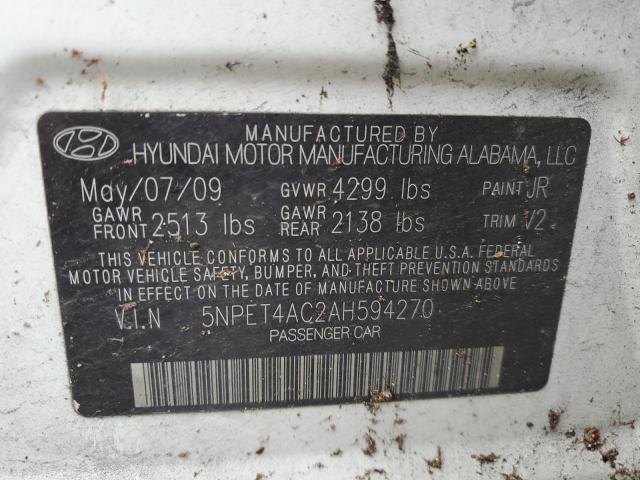 MANUFACTURED BY
HYUNDAI MOTOR MANUFACTURING ALABAMA, LLC
May/07/09 GVWR 4299 lbs PAINT JR
GAWR FRONT 2513 lbs GAWR REAR 2138 lbs TRIM V2
THIS VEHICLE CONFORMS TO ALL APPLICABLE U.S.A. FEDERAL
MOTOR VEHICLE SAFETY, BUMPER, AND THEFT PREVENTION STANDARDS
IN EFFECT ON THE DATE OF MANUFACTURE SHOWN ABOVE
V.I.N 5NPET4AC2AH594270
PASSENGER CAR